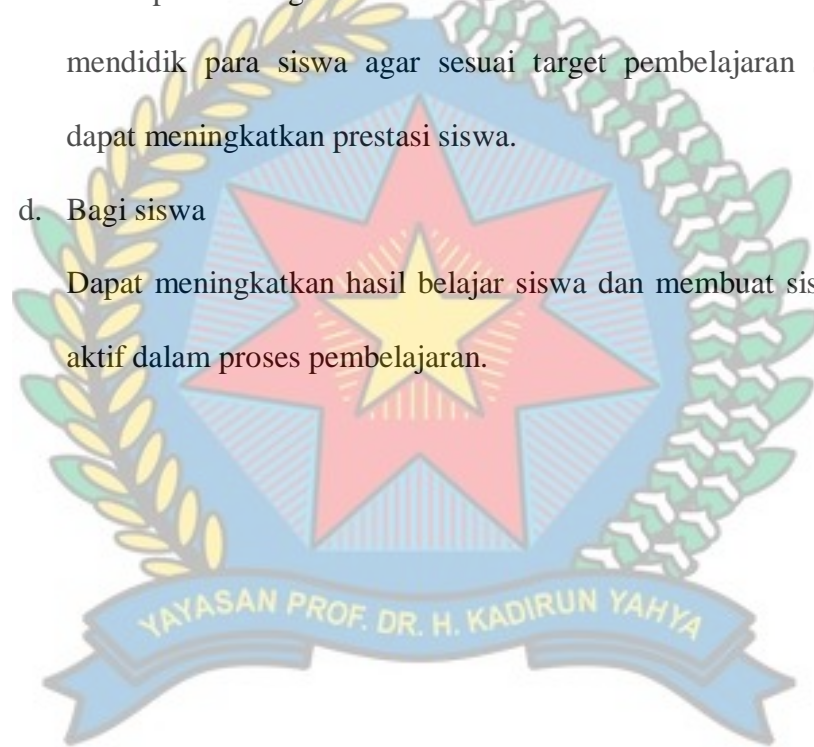 mendidik para siswa agar sesuai target pembelajaran
dapat meningkatkan prestasi siswa.
d. Bagi siswa
Dapat meningkatkan hasil belajar siswa dan membuat
aktif dalam proses pembelajaran.
YAYASAN PROF. DR. H. KADIRUN YAHYA